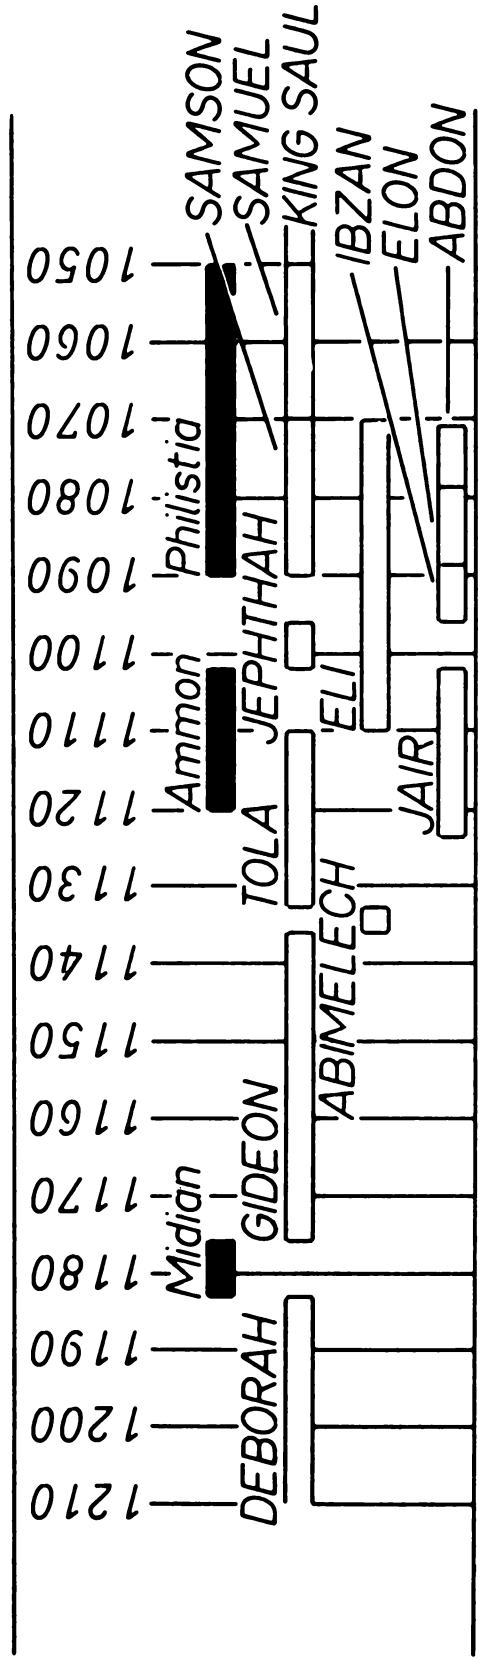 1210 1200 1190 1180 1170 1160 1150 1140 1130 1120 1110 1100 1090 1080 1070 1060 1050
Midian Ammon Philistia
SAMSON
DEBORAH GIDEON TOLA JEPHTHAH SAMUEL
KING SAUL
ABIMELECH ELI IBZAN
ELON
JAIR ABDON